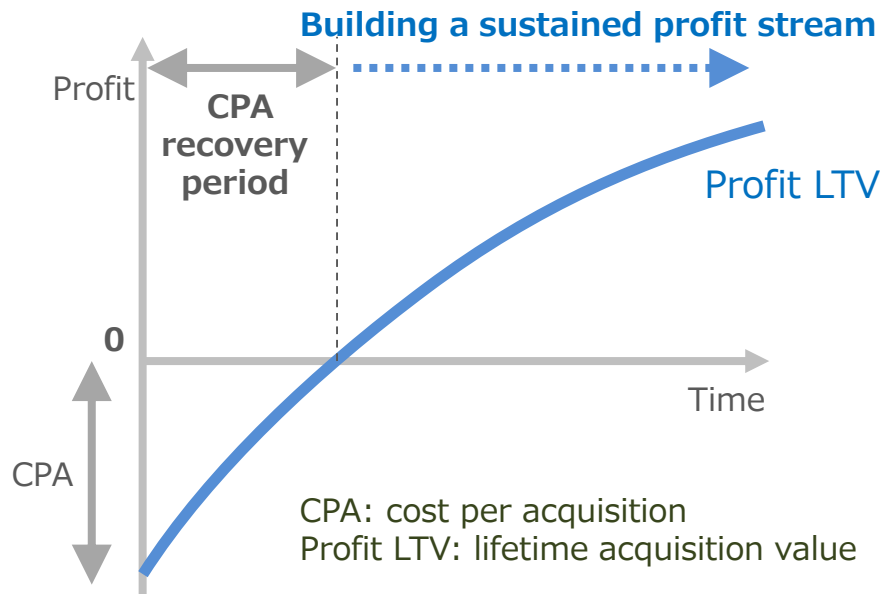 Building a sustained profit stream
Profit
CPA
recovery
period
Profit LTV
0
Time
CPA
CPA: cost per acquisition
Profit LTV: lifetime acquisition value